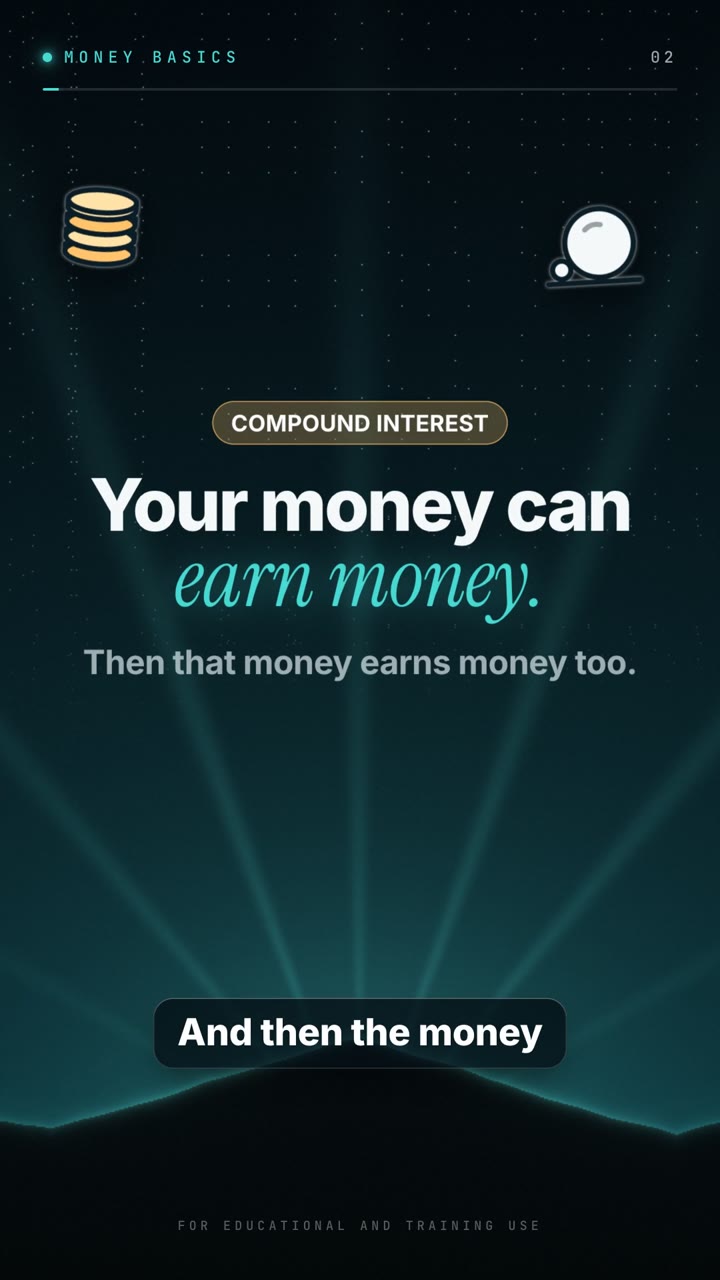 MONEY BASICS
02
COMPOUND INTEREST
Your money can
earn money.
Then that money earns money too.
And then the money
FOR EDUCATIONAL AND TRAINING USE